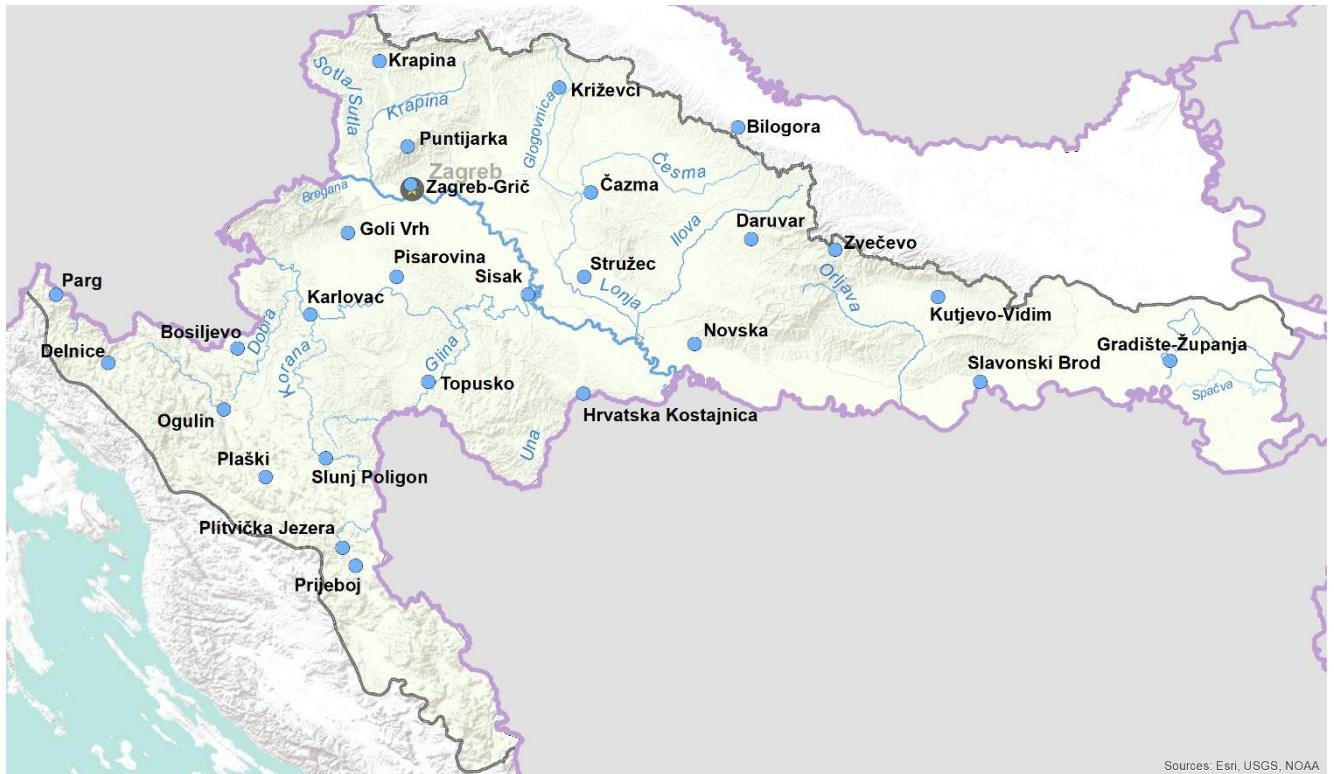 Krapina
Sotla/ Sutla
Krapina
Križevci
Glogovnica
Bilogora
Puntijarka
Česma
Zagreb
Zagreb-Grič
Čazma
Bregana
Goli Vrh
Ilova
Daruvar
Zvečevo
Pisarovina
Sisak
Stružec
Orljava
Parg
Karlovac
Lonja
Kutjevo-Vidim
Bosiljevo
Dobra
Novska
Gradište-Županja
Delnice
Korana
Glina
Slavonski Brod
Topusko
Spačva
Ogulin
Hrvatska Kostajnica
Una
Plaški
Slunj Poligon
Plitvička Jezera
Prijeboj
Sources: Esri, USGS, NOAA